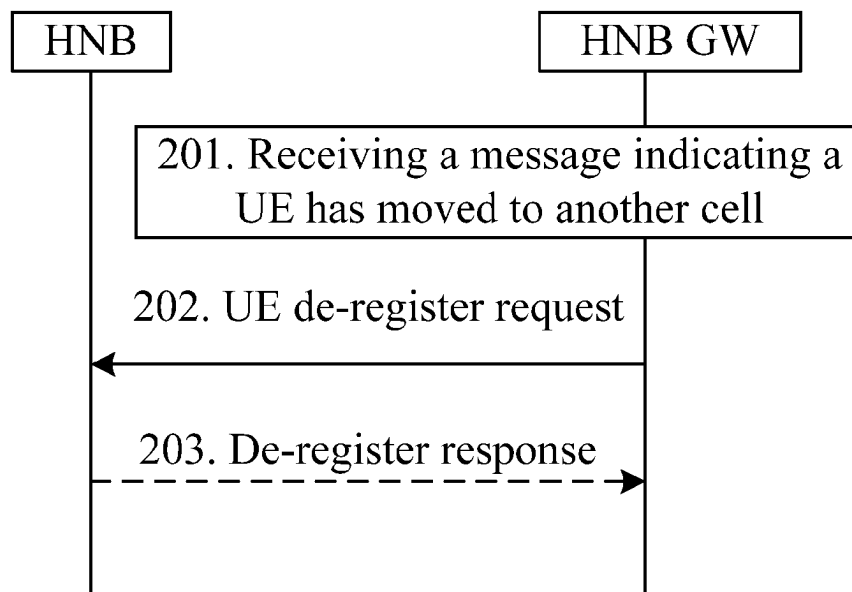 HNB
HNB GW
201. Receiving a message indicating a
UE has moved to another cell
202. UE de-register request
203. De-register response